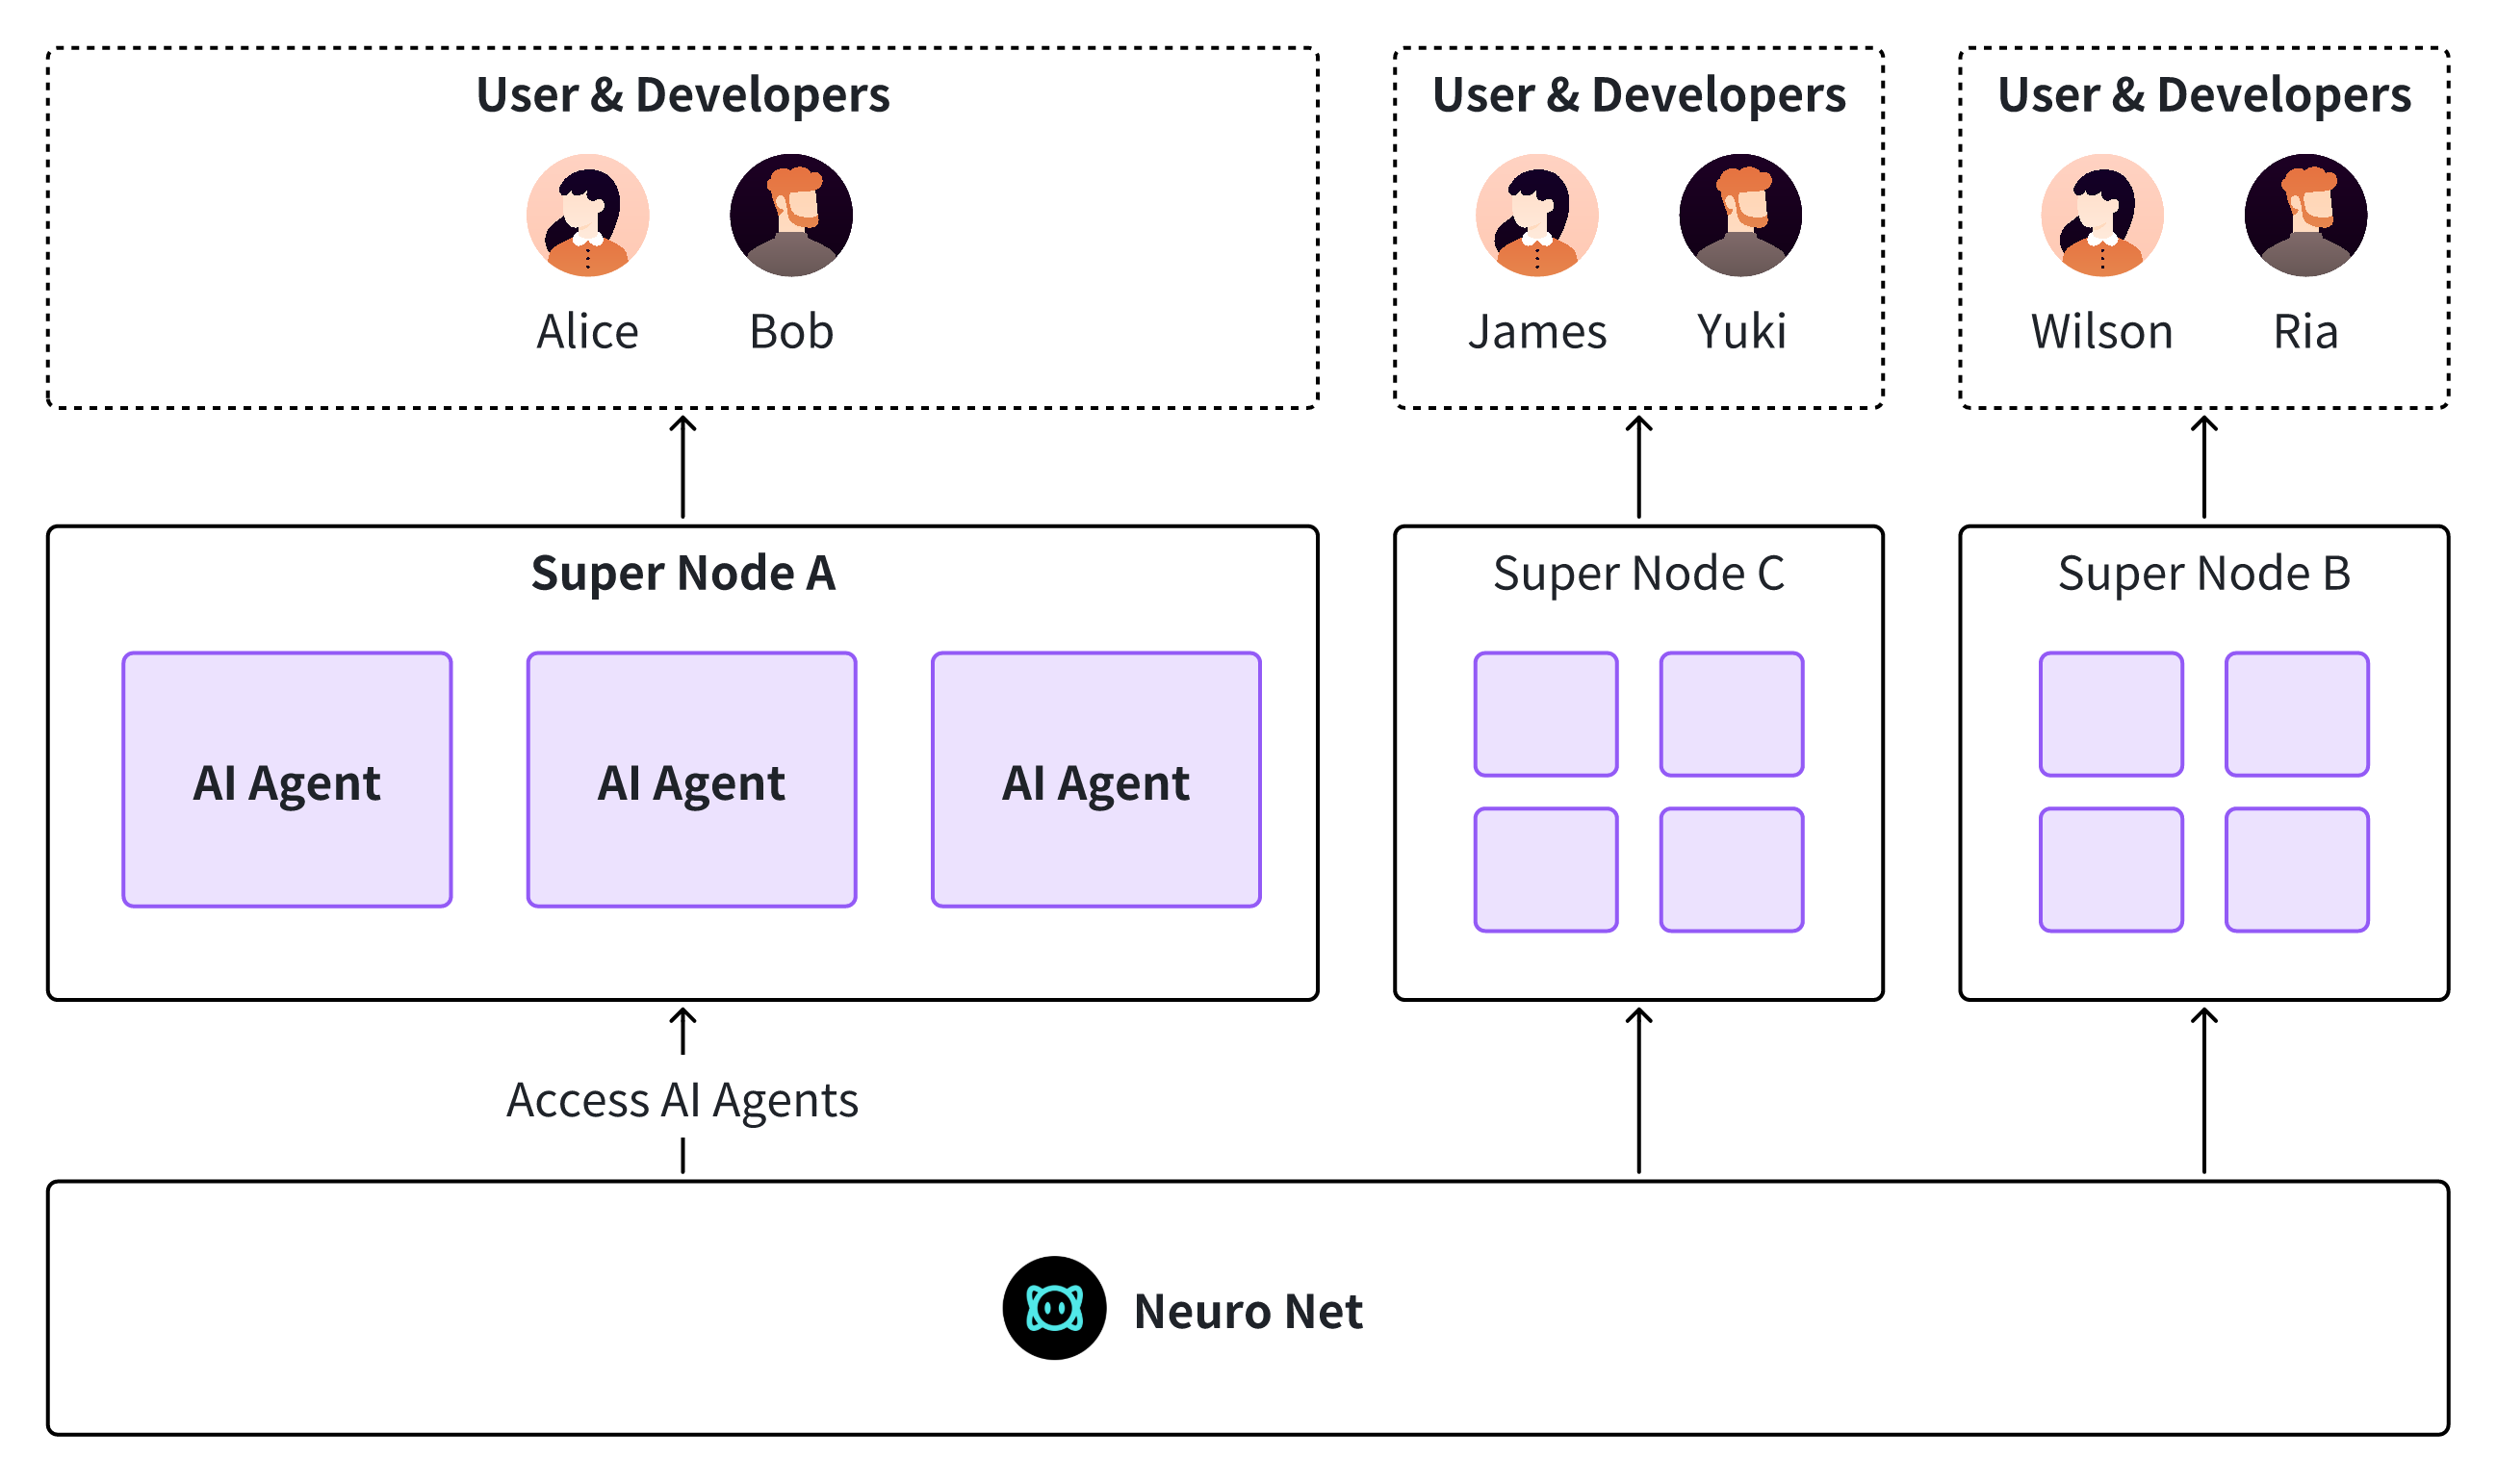 User & Developers
Alice
Bob
User & Developers
James
Yuki
User & Developers
Wilson
Ria
Super Node A
AI Agent
AI Agent
AI Agent
Super Node C
Super Node B
Access AI Agents
Neuro Net